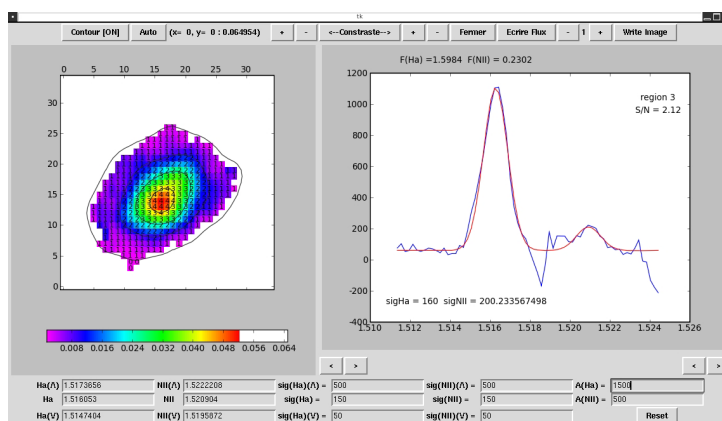 tk
Contour [ON] Auto (x= 0, y= 0 : 0.064954) + - <--Constraste--> + - Fermer Ecrire Flux - 1 + Write Image
F(Ha) =1.5984 F(NII) = 0.2302
0 5 10 15 20 25 30
30
25
20
15
10
5
0
0.008 0.016 0.024 0.032 0.040 0.048 0.056 0.064
1200
1000
800
600
400
200
0
-200
-400
region 3
S/N = 2.12
sigHa = 160 sigNII = 200.233567498
1.510 1.512 1.514 1.516 1.518 1.520 1.522 1.524 1.526
< > < >
Ha(/\) 1.5173656 NII(/\) 1.5222208 sig(Ha)(/\) = 500 sig(NII)(/\) = 500 A(Ha) = 1500
Ha 1.516053 NII 1.520904 sig(Ha) = 150 sig(NII) = 150 A(NII) = 500
Ha(\/) 1.5147404 NII(\/) 1.5195872 sig(Ha)(\/) = 50 sig(NII)(\/) = 50 Reset